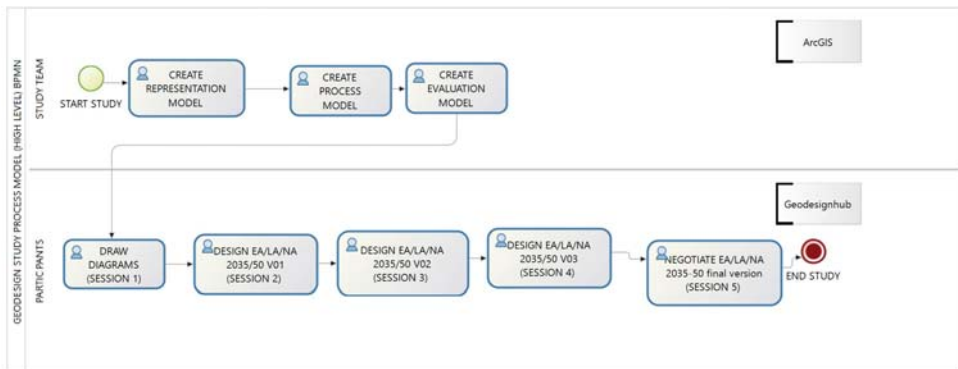 GEODESIGN STUDY PROCESS MODEL (HIGH LEVEL) BPMN
STUDY TEAM
START STUDY
CREATE
REPRESENTATION
MODEL
CREATE
PROCESS
MODEL
CREATE
EVALUATION
MODEL
ArcGIS
PARTIC PANTS
DRAW
DIAGRAMS
(SESSION 1)
DESIGN EA/LA/NA
2035/50 V01
(SESSION 2)
DESIGN EA/LA/NA
2035/50 V02
(SESSION 3)
DESIGN EA/LA/NA
2035/50 V03
(SESSION 4)
NEGOTIATE EA/LA/NA
2035-50 final version
(SESSION 5)
Geodesignhub
END STUDY